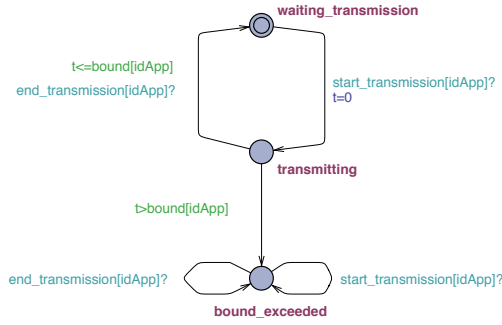 waiting_transmission
t<=bound[idApp]
end_transmission[idApp]?
start_transmission[idApp]?
t=0
transmitting
t>bound[idApp]
end_transmission[idApp]?
start_transmission[idApp]?
bound_exceeded